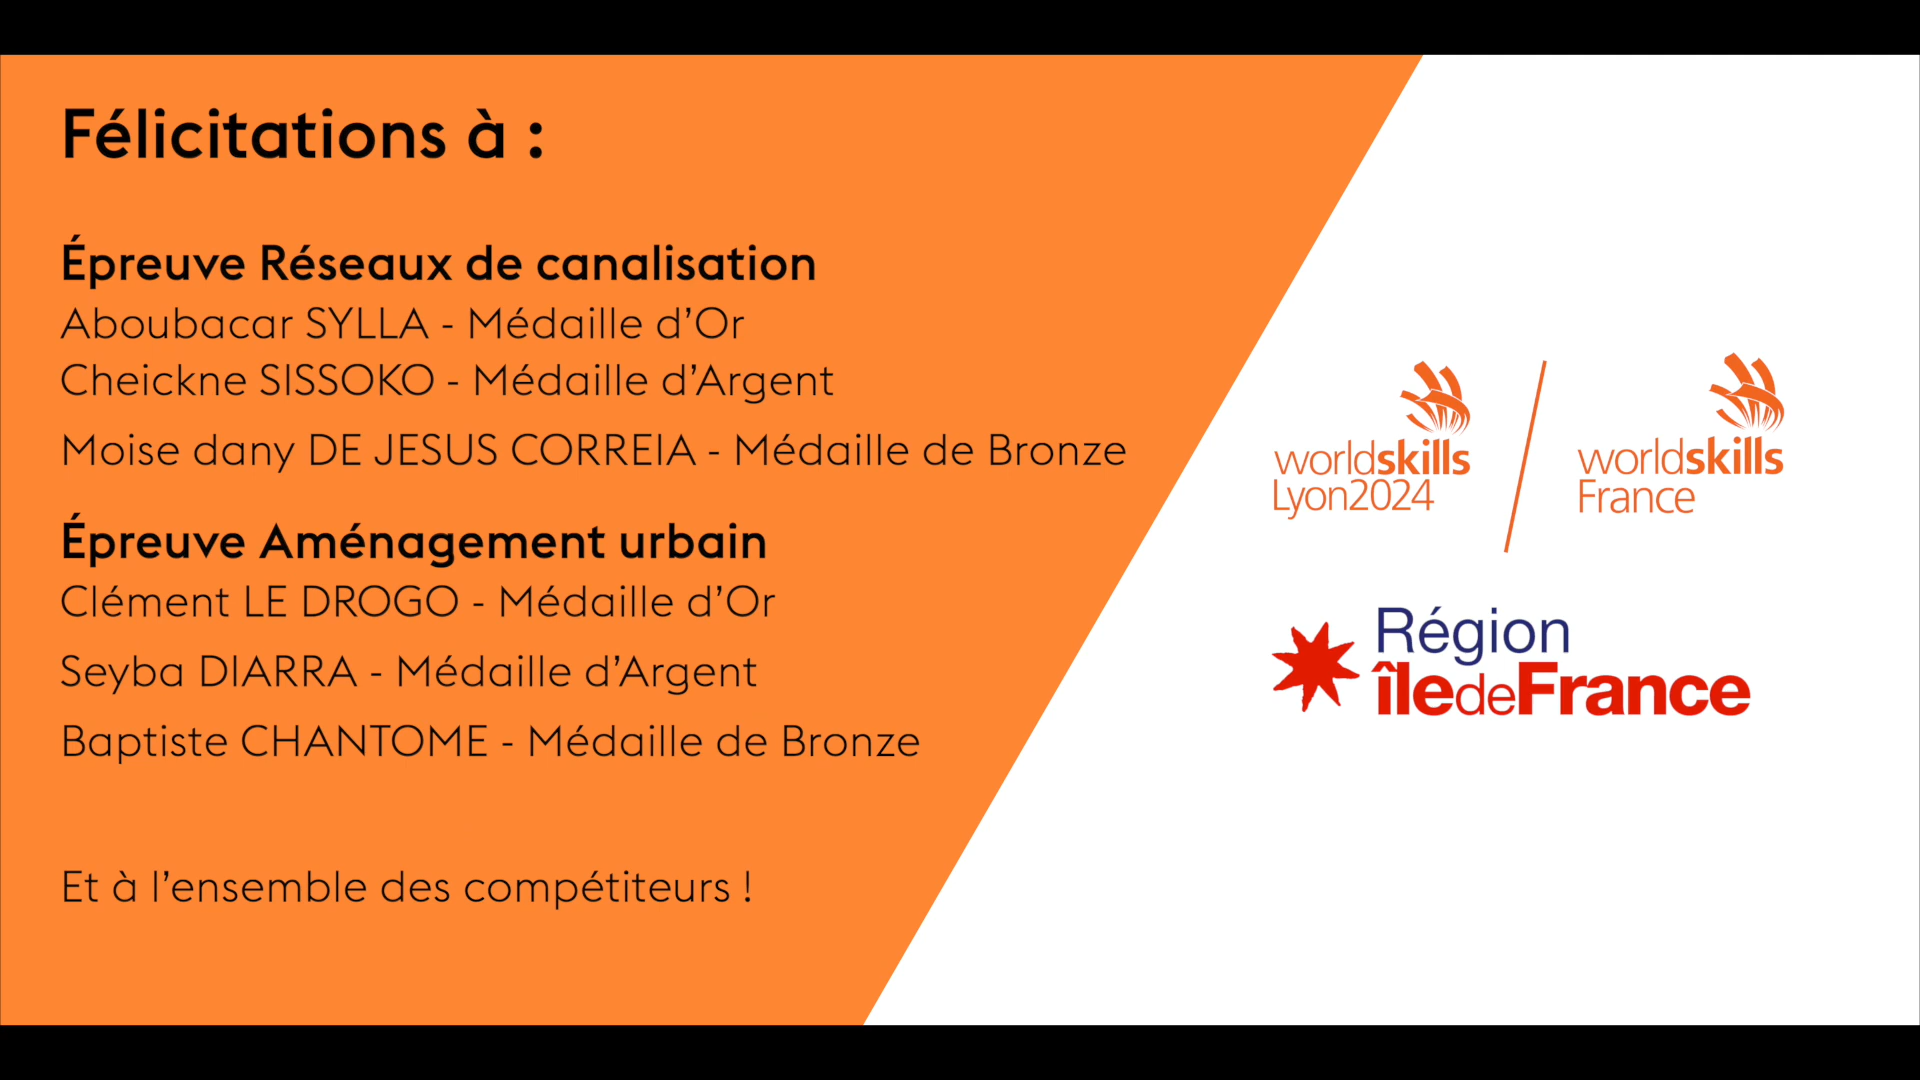 Félicitations à :
Épreuve Réseaux de canalisation
Aboubacar SYLLA - Médaille d’Or
Cheickne SISSOKO - Médaille d’Argent
Moise dany DE JESUS CORREIA - Médaille de Bronze
Épreuve Aménagement urbain
Clément LE DROGO - Médaille d’Or
Seyba DIARRA - Médaille d’Argent
Baptiste CHANTOME - Médaille de Bronze
Et à l’ensemble des compétiteurs !
worldskills
Lyon2024
worldskills
France
Région
îledeFrance